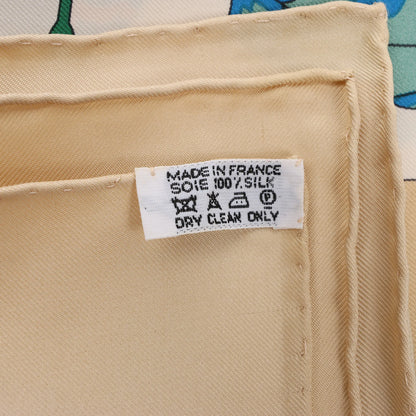 MADE IN FRANCE
SOIE 100% SILK
P
DRY CLEAN ONLY